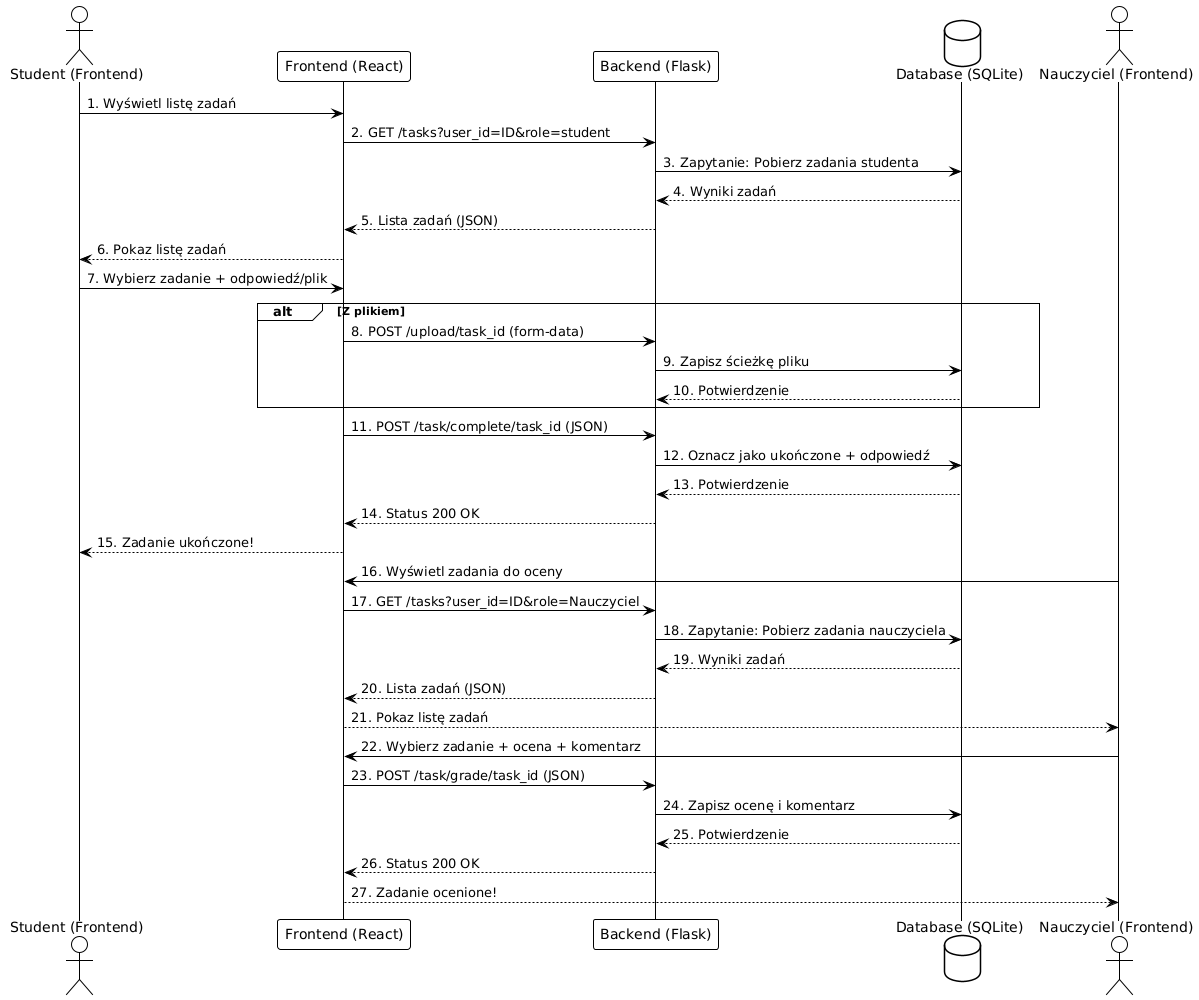 Student (Frontend)
Frontend (React)
Backend (Flask)
Database (SQLite)
Nauczyciel (Frontend)
1. Wyświetl listę zadań
2. GET /tasks?user_id=ID&role=student
3. Zapytanie: Pobierz zadania studenta
4. Wyniki zadań
5. Lista zadań (JSON)
6. Pokaz listę zadań
7. Wybierz zadanie + odpowiedź/plik
alt [Z plikiem]
8. POST /upload/task_id (form-data)
9. Zapisz ścieżkę pliku
10. Potwierdzenie
11. POST /task/complete/task_id (JSON)
12. Oznacz jako ukończone + odpowiedź
13. Potwierdzenie
14. Status 200 OK
15. Zadanie ukończone!
16. Wyświetl zadania do oceny
17. GET /tasks?user_id=ID&role=Nauczyciel
18. Zapytanie: Pobierz zadania nauczyciela
19. Wyniki zadań
20. Lista zadań (JSON)
21. Pokaz listę zadań
22. Wybierz zadanie + ocena + komentarz
23. POST /task/grade/task_id (JSON)
24. Zapisz ocenę i komentarz
25. Potwierdzenie
26. Status 200 OK
27. Zadanie ocenione!
Student (Frontend)
Frontend (React)
Backend (Flask)
Database (SQLite)
Nauczyciel (Frontend)